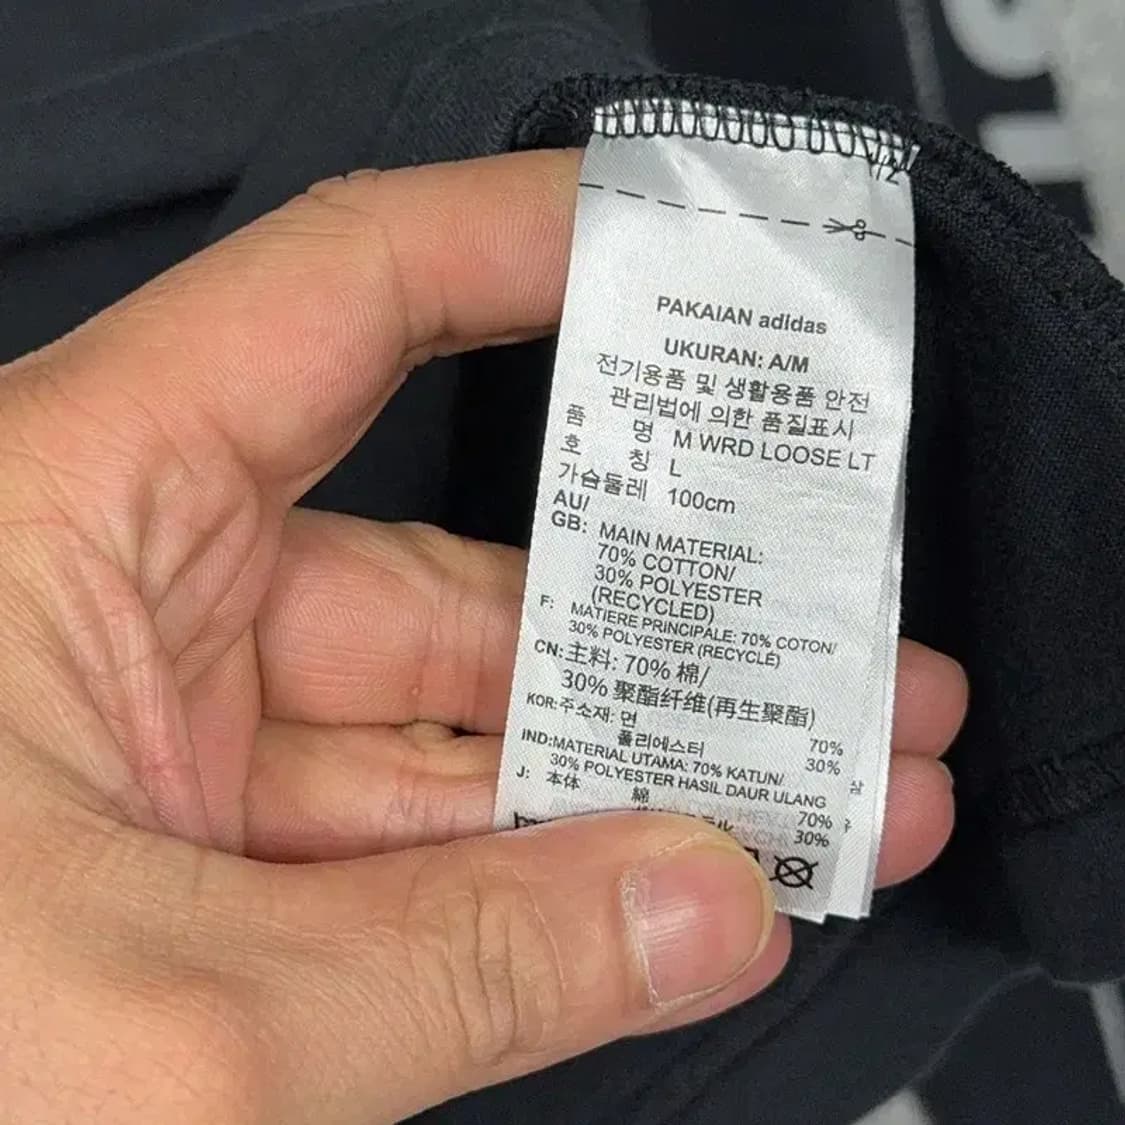 PAKAIAN adidas
UKURAN: A/M
전기용품 및 생활용품 안전
관리법에 의한 품질표시
품 명 M WRD LOOSE LT
호 칭 L
가슴둘레 100cm
AU/
GB: MAIN MATERIAL:
70% COTTON/
30% POLYESTER
(RECYCLED)
F: MATIERE PRINCIPALE: 70% COTON/
30% POLYESTER (RECYCLÉ)
CN: 主料: 70% 棉/
30% 聚酯纤维(再生聚酯)
KOR: 주소재: 면 70%
폴리에스터 30%
IND:MATERIAL UTAMA: 70% KATUN/
30% POLYESTER HASIL DAUR ULANG
J: 本体 綿 70%
30%